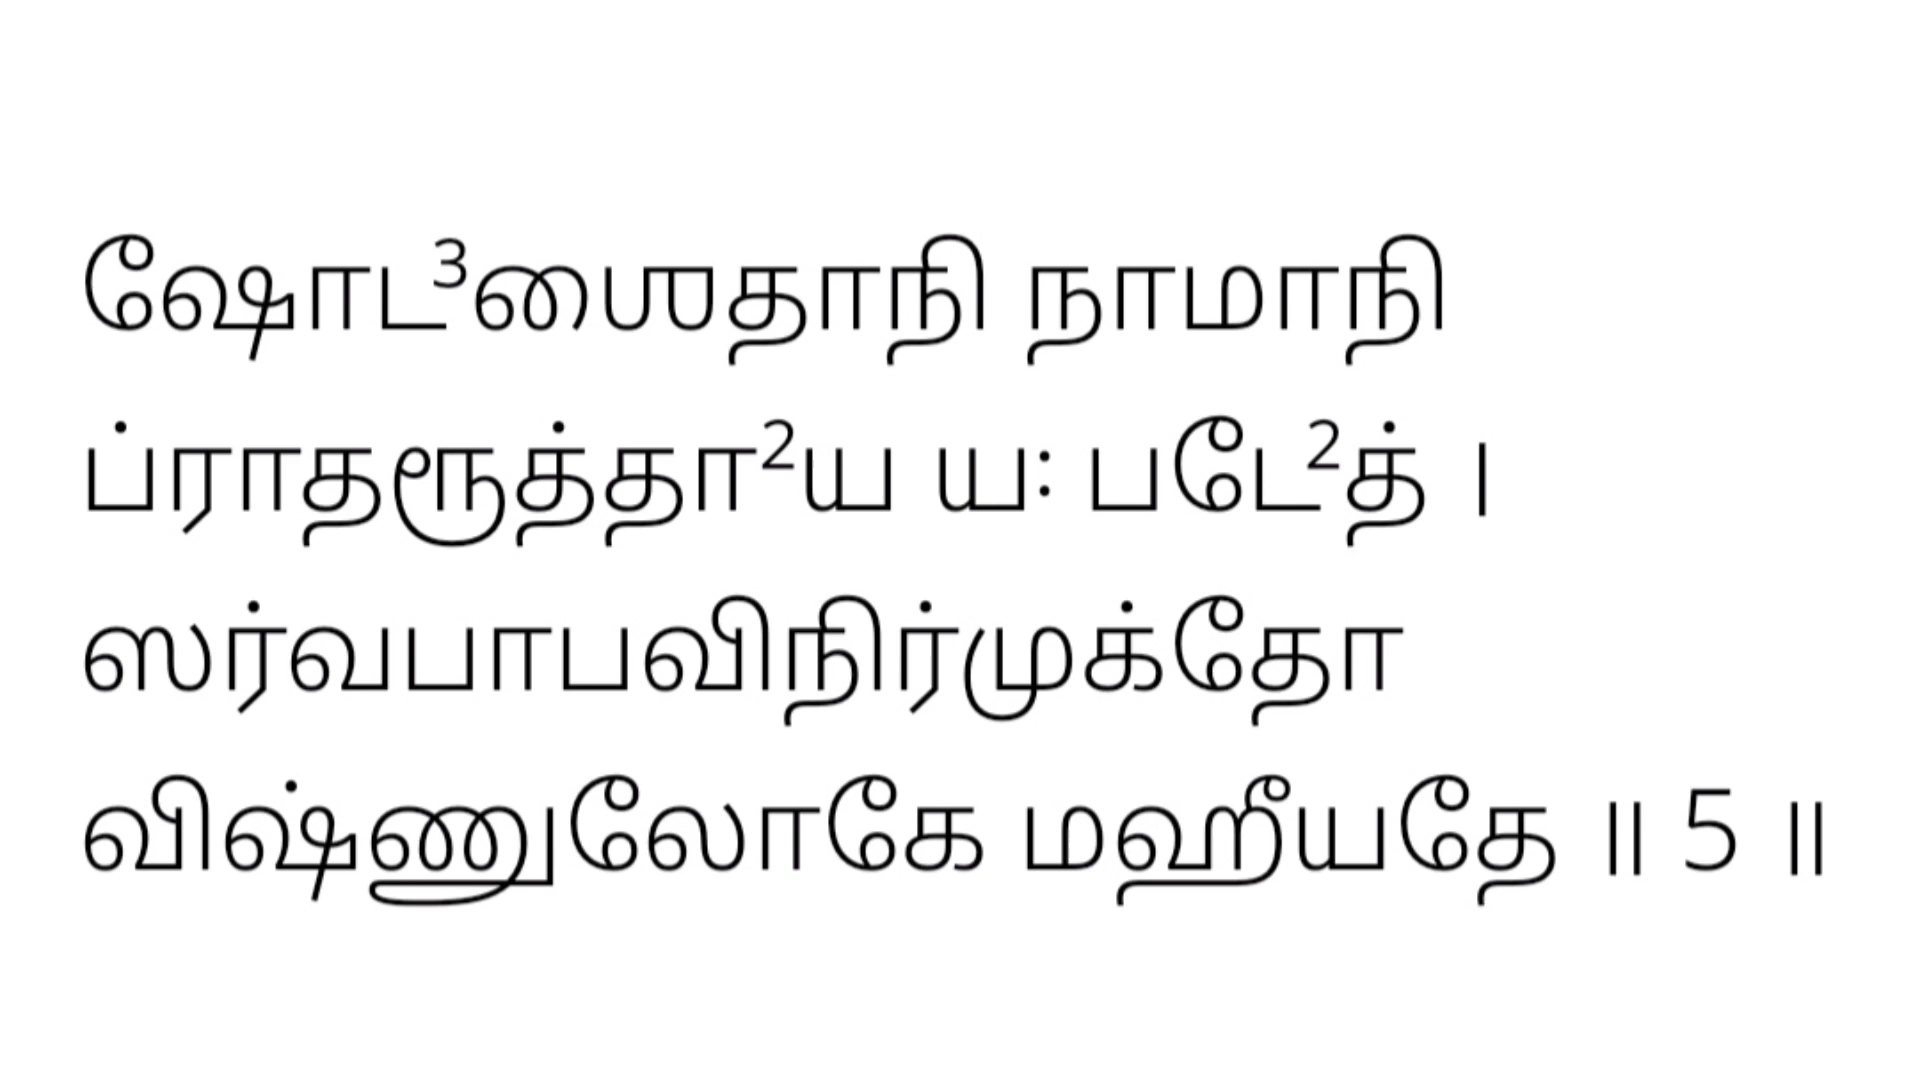 ஷோட³ஶைதாநி நாமாநி
ப்ராதரூத்தா²ய யः படே²த் ।
ஸர்வபாபவிநிர்முக்தோ
விஷ்ணுலோகே மஹீயதே ॥ 5 ॥